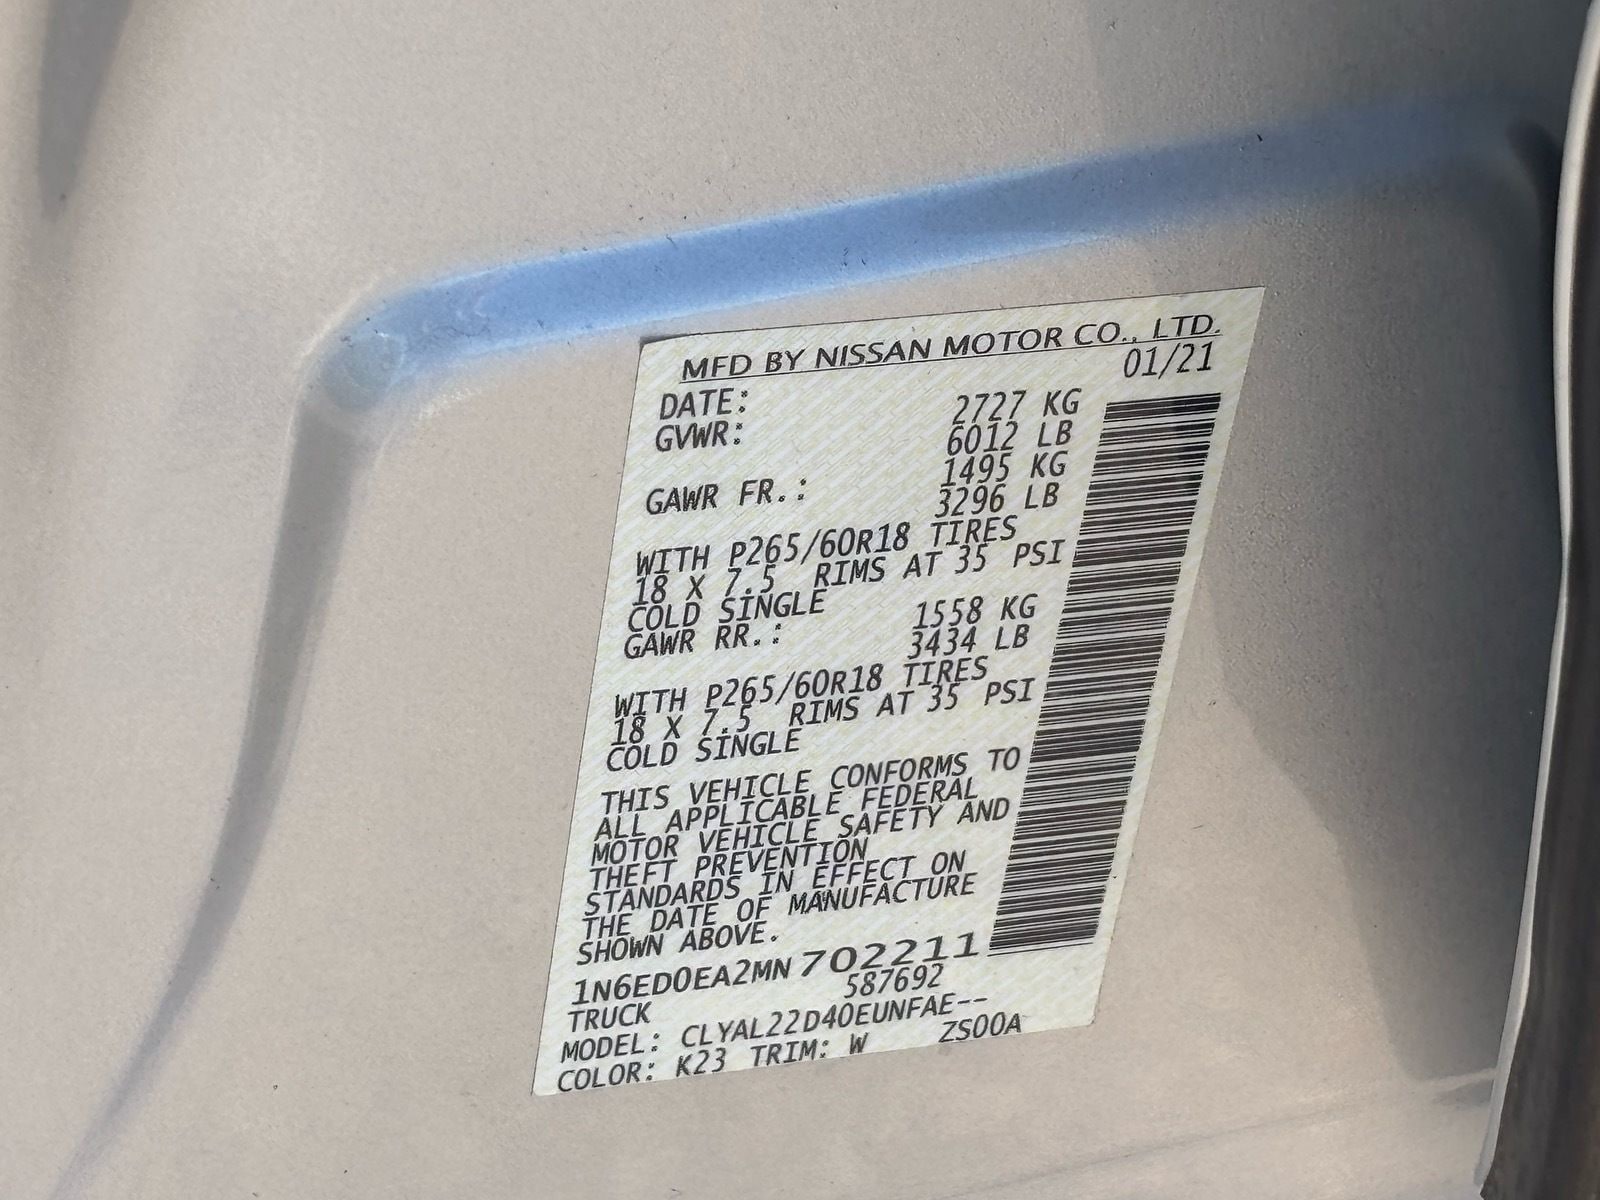 MFD BY NISSAN MOTOR CO., LTD.
DATE: 01/21
GVWR: 2727 KG
6012 LB
GAWR FR.: 1495 KG
3296 LB
WITH P265/60R18 TIRES
18 X 7.5 RIMS AT 35 PSI
COLD SINGLE
GAWR RR.: 1558 KG
3434 LB
WITH P265/60R18 TIRES
18 X 7.5 RIMS AT 35 PSI
COLD SINGLE
THIS VEHICLE CONFORMS TO
ALL APPLICABLE FEDERAL
MOTOR VEHICLE SAFETY AND
THEFT PREVENTION
STANDARDS IN EFFECT ON
THE DATE OF MANUFACTURE
SHOWN ABOVE.
1N6ED0EA2MN702211
TRUCK 587692
MODEL: CLYAL22D40EUNFAE--
COLOR: K23 TRIM: W ZS00A